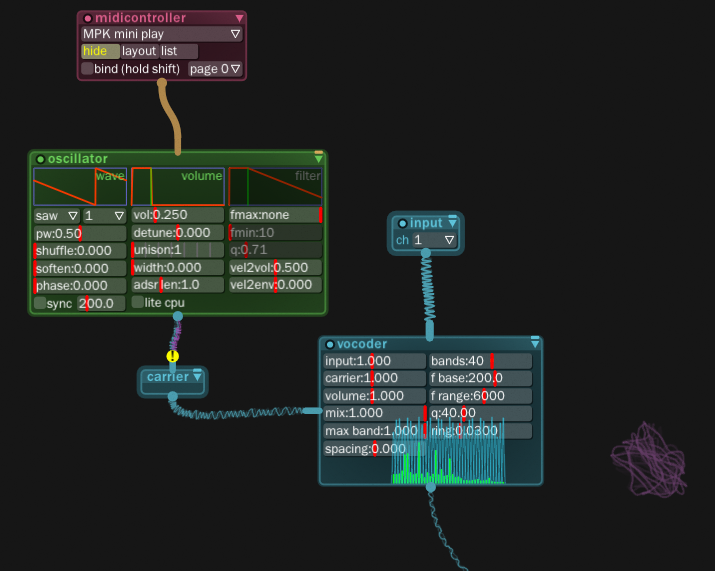 midicontroller
MPK mini play
hide layout list
bind (hold shift) page 0
oscillator
wave volume filter
saw 1 vol:0.250 fmax:none
pw:0.50 detune:0.000 fmin:10
shuffle:0.000 unison:1 q:0.71
soften:0.000 width:0.000 vel2vol:0.500
phase:0.000 adsr len:1.0 vel2env:0.000
sync 200.0 lite cpu
input
ch 1
!
carrier
vocoder
input:1.000 bands:40
carrier:1.000 f base:200.0
volume:1.000 f range:6000
mix:1.000 q:40.00
max band:1.000 ring:0.0300
spacing:0.000